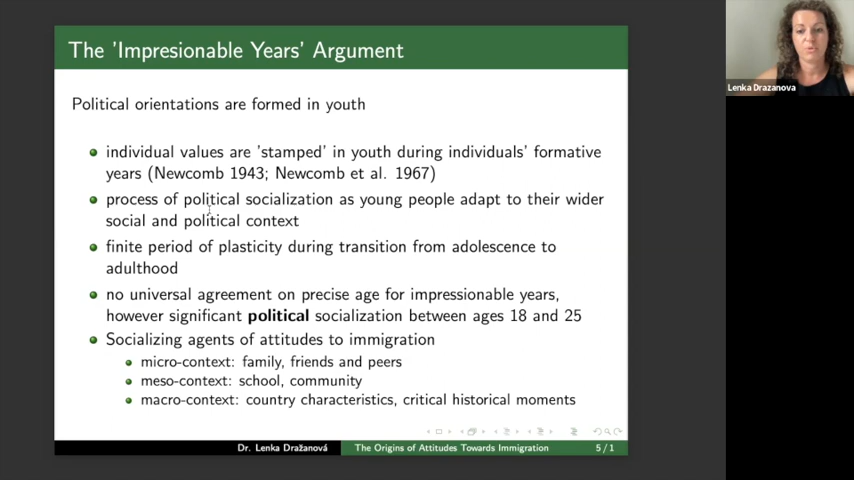 The 'Impresionable Years' Argument
Political orientations are formed in youth
individual values are 'stamped' in youth during individuals' formative
years (Newcomb 1943; Newcomb et al. 1967)
process of political socialization as young people adapt to their wider
social and political context
finite period of plasticity during transition from adolescence to
adulthood
no universal agreement on precise age for impressionable years,
however significant political socialization between ages 18 and 25
Socializing agents of attitudes to immigration
micro-context: family, friends and peers
meso-context: school, community
macro-context: country characteristics, critical historical moments
Dr. Lenka Dražanová
The Origins of Attitudes Towards Immigration
5 / 1
Lenka Drazanova